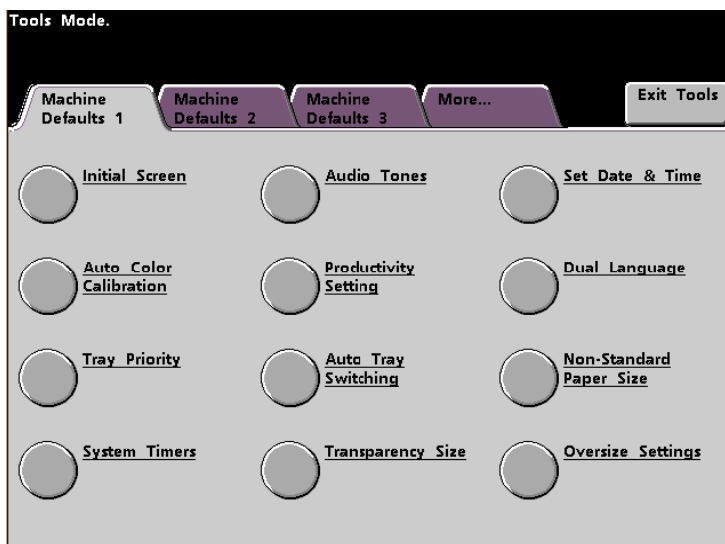 Tools Mode.
Machine
Defaults 1
Machine
Defaults 2
Machine
Defaults 3
More...
Exit Tools
Initial Screen
Audio Tones
Set Date & Time
Auto Color
Calibration
Productivity
Setting
Dual Language
Tray Priority
Auto Tray
Switching
Non-Standard
Paper Size
System Timers
Transparency Size
Oversize Settings